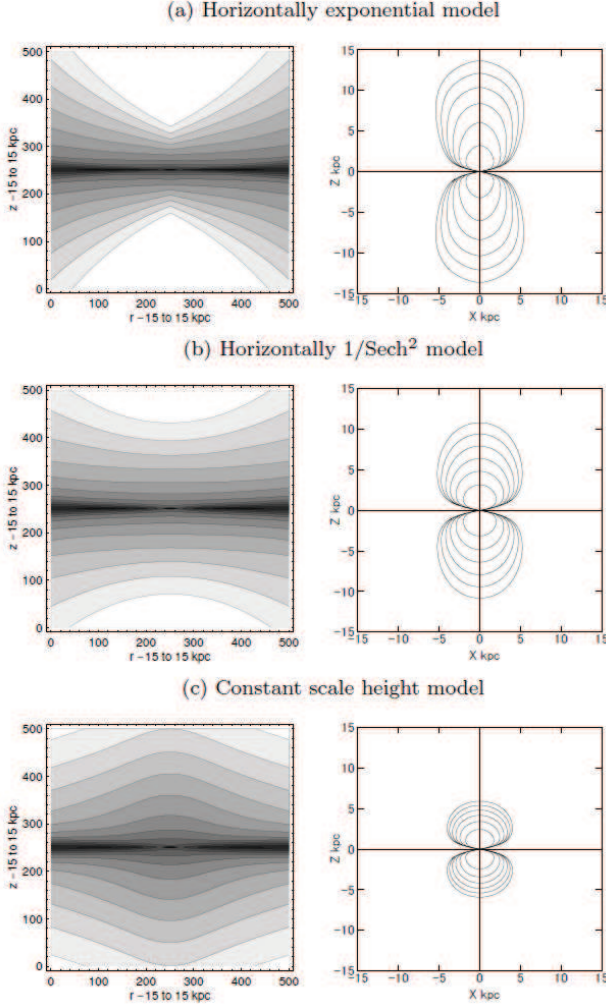 (a) Horizontally exponential model
500
400
300
200
100
0
z -15 to 15 kpc
0 100 200 300 400 500
r -15 to 15 kpc
15
10
5
0
-5
-10
-15
Z kpc
-15 -10 -5 0 5 10 15
X kpc
(b) Horizontally 1/Sech² model
500
400
300
200
100
0
z -15 to 15 kpc
0 100 200 300 400 500
r -15 to 15 kpc
15
10
5
0
-5
-10
-15
Z kpc
-15 -10 -5 0 5 10 15
X kpc
(c) Constant scale height model
500
400
300
200
100
0
z -15 to 15 kpc
0 100 200 300 400 500
r -15 to 15 kpc
15
10
5
0
-5
-10
-15
Z kpc
-15 -10 -5 0 5 10 15
X kpc